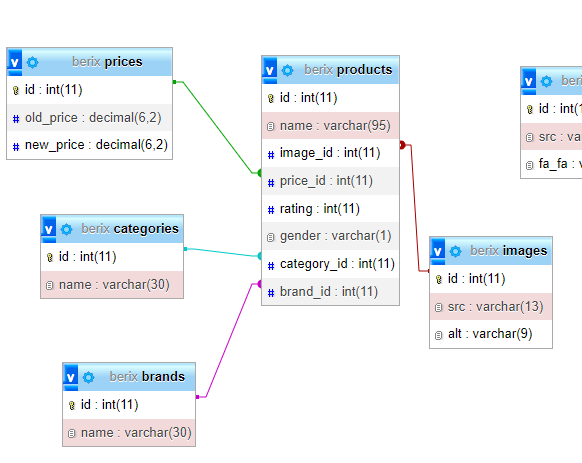 berix prices
id : int(11)
old_price : decimal(6,2)
new_price : decimal(6,2)
berix categories
id : int(11)
name : varchar(30)
berix brands
id : int(11)
name : varchar(30)
berix products
id : int(11)
name : varchar(95)
image_id : int(11)
price_id : int(11)
rating : int(11)
gender : varchar(1)
category_id : int(11)
brand_id : int(11)
berix images
id : int(11)
src : varchar(13)
alt : varchar(9)
id : int(
src : va
fa_fa :